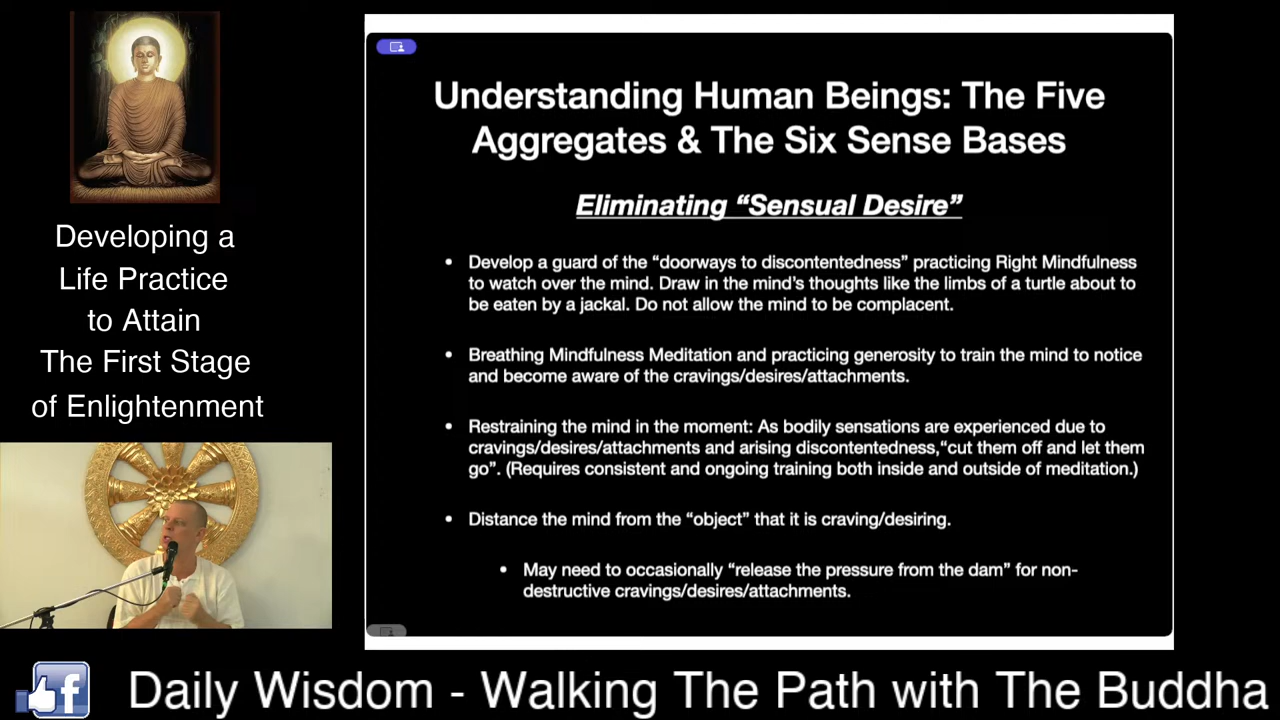 Developing a
Life Practice
to Attain
The First Stage
of Enlightenment
Understanding Human Beings: The Five
Aggregates & The Six Sense Bases
Eliminating “Sensual Desire”
• Develop a guard of the “doorways to discontentedness” practicing Right Mindfulness
to watch over the mind. Draw in the mind’s thoughts like the limbs of a turtle about to
be eaten by a jackal. Do not allow the mind to be complacent.
• Breathing Mindfulness Meditation and practicing generosity to train the mind to notice
and become aware of the cravings/desires/attachments.
• Restraining the mind in the moment: As bodily sensations are experienced due to
cravings/desires/attachments and arising discontentedness,“cut them off and let them
go”. (Requires consistent and ongoing training both inside and outside of meditation.)
• Distance the mind from the “object” that it is craving/desiring.
• May need to occasionally “release the pressure from the dam” for non-
destructive cravings/desires/attachments.
f
Daily Wisdom - Walking The Path with The Buddha